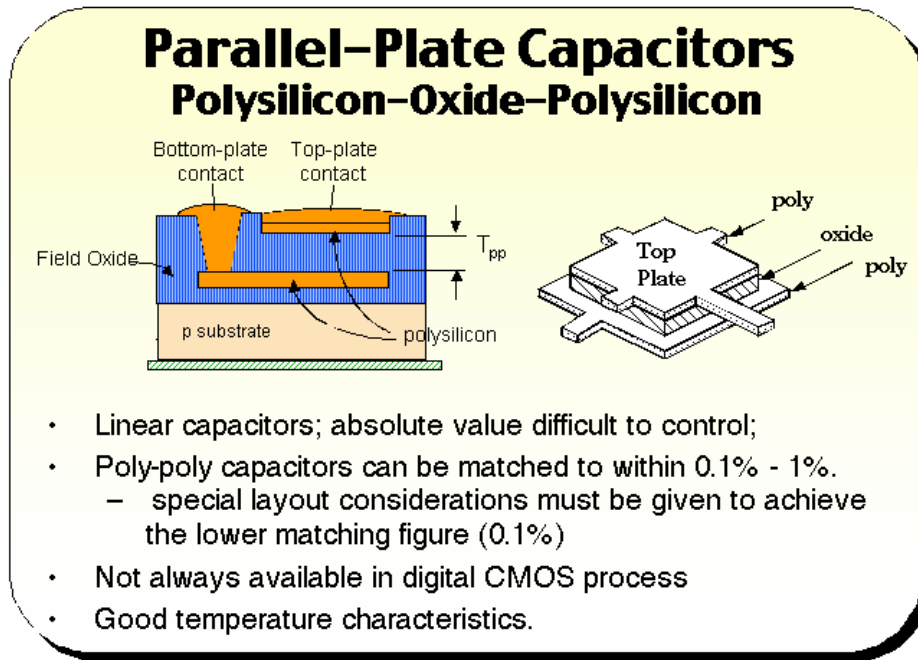 Parallel–Plate Capacitors
Polysilicon–Oxide–Polysilicon
Bottom-plate
contact
Top-plate
contact
Field Oxide
Tpp
p substrate
polysilicon
poly
oxide
poly
Top
Plate
• Linear capacitors; absolute value difficult to control;
• Poly-poly capacitors can be matched to within 0.1% - 1%.
– special layout considerations must be given to achieve
the lower matching figure (0.1%)
• Not always available in digital CMOS process
• Good temperature characteristics.